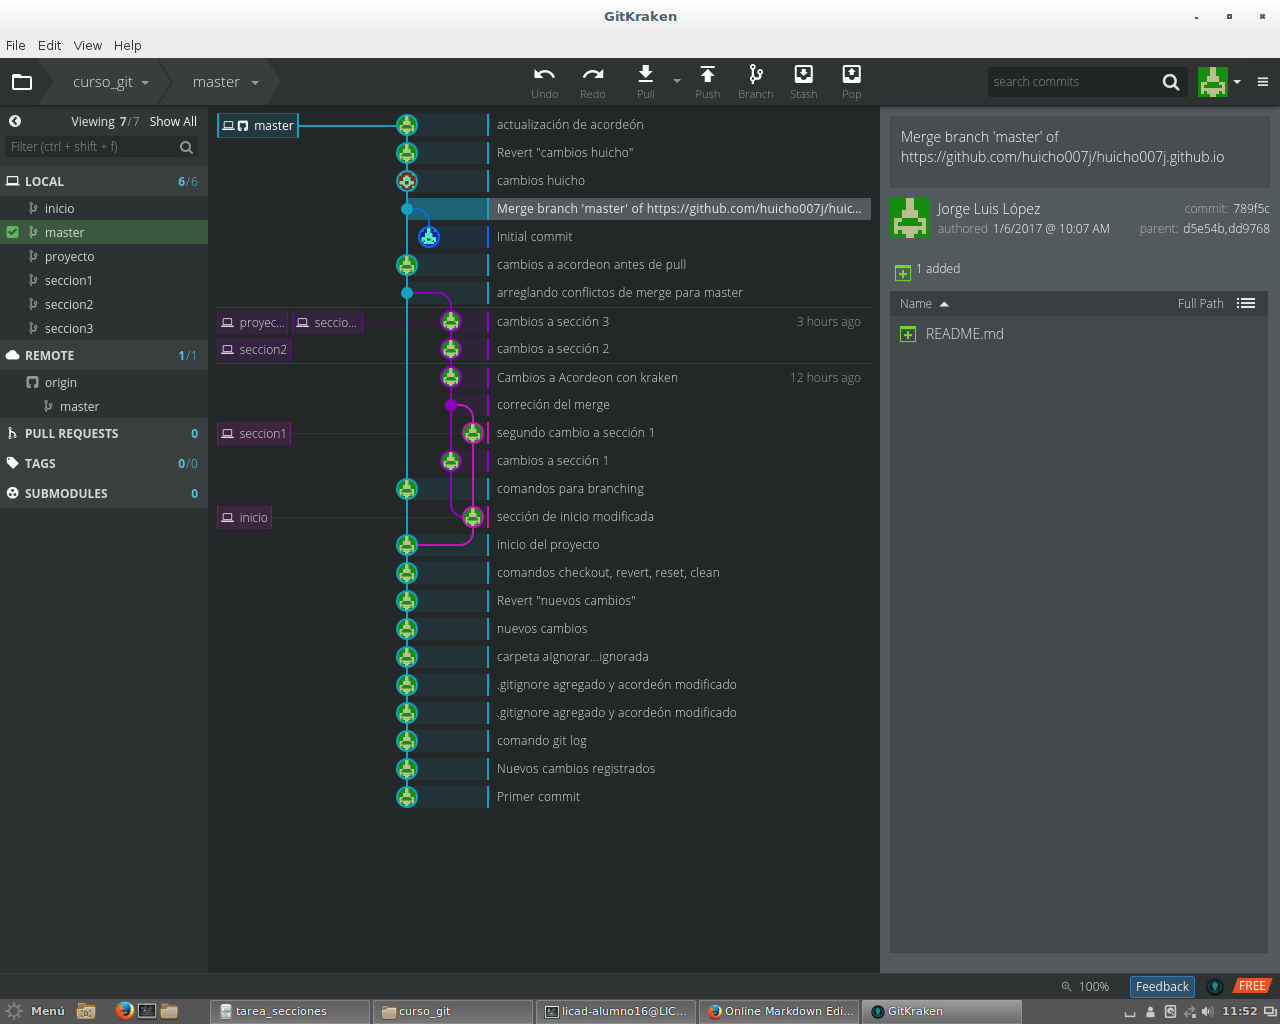 GitKraken
File Edit View Help
curso_git master
Undo Redo Pull Push Branch Stash Pop
search commits
Viewing 7/7 Show All
Filter (ctrl + shift + f)
LOCAL 6/6
inicio
master
proyecto
seccion1
seccion2
seccion3
REMOTE 1/1
origin
master
PULL REQUESTS 0
TAGS 0/0
SUBMODULES 0
master actualización de acordeón
Revert "cambios huicho"
cambios huicho
Merge branch 'master' of https://github.com/huicho007j/huic...
Initial commit
cambios a acordeon antes de pull
arreglando conflictos de merge para master
proyec... seccio... cambios a sección 3 3 hours ago
seccion2 cambios a sección 2
Cambios a Acordeon con kraken 12 hours ago
correción del merge
seccion1 segundo cambio a sección 1
cambios a sección 1
comandos para branching
inicio sección de inicio modificada
inicio del proyecto
comandos checkout, revert, reset, clean
Revert "nuevos cambios"
nuevos cambios
carpeta aIgnorar...ignorada
.gitignore agregado y acordeón modificado
.gitignore agregado y acordeón modificado
comando git log
Nuevos cambios registrados
Primer commit
Merge branch 'master' of
https://github.com/huicho007j/huicho007j.github.io
Jorge Luis López commit: 789f5c
authored 1/6/2017 @ 10:07 AM parent: d5e54b,dd9768
1 added
Name Full Path
README.md
100% Feedback FREE
Menú tarea_secciones curso_git licad-alumno16@LIC... Online Markdown Edi... GitKraken 11:52